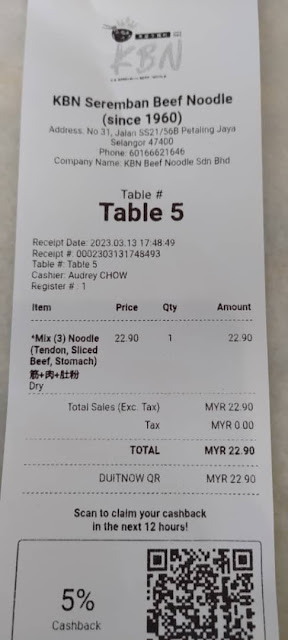 KBN
KBN Seremban Beef Noodle
(since 1960)
Address: No 31, Jalan SS21/56B Petaling Jaya
Selangor 47400
Phone: 60166621646
Company Name: KBN Beef Noodle Sdn Bhd
Table #
Table 5
Receipt Date: 2023.03.13 17:48:49
Receipt #: 0002303131748493
Table #: Table 5
Cashier: Audrey CHOW
Register #: 1
Item Price Qty Amount
*Mix (3) Noodle 22.90 1 22.90
(Tendon, Sliced
Beef, Stomach)
筋+肉+肚粉
Dry
Total Sales (Exc. Tax) MYR 22.90
Tax MYR 0.00
TOTAL MYR 22.90
DUITNOW QR MYR 22.90
Scan to claim your cashback
in the next 12 hours!
5%
Cashback